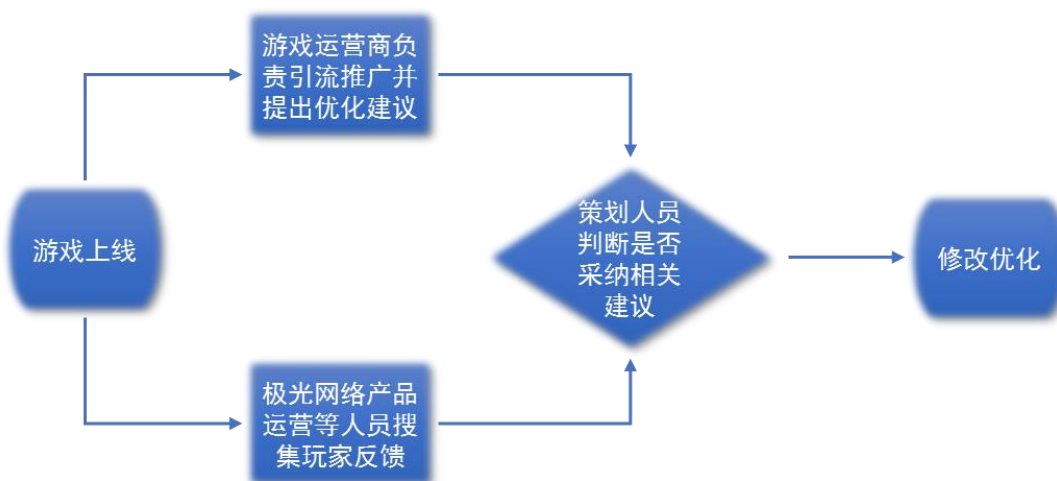 游戏运营商负
责引流推广并
提出优化建议
游戏上线
策划人员
判断是否
采纳相关
建议
修改优化
极光网络产品
运营等人员搜
集玩家反馈